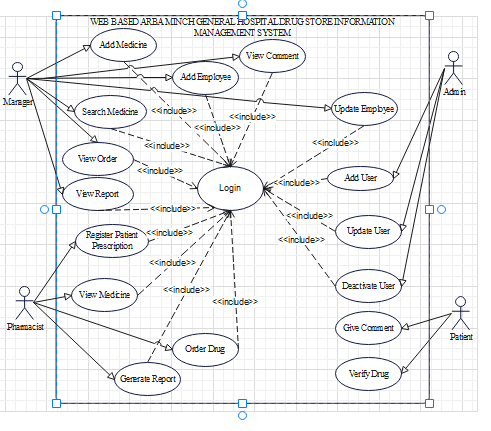 WEB BASED ARBA MINCH GENERAL HOSPITAL DRUG STORE INFORMATION
MANAGEMENT SYSTEM
Add Medicine
View Comment
Add Employee
Manager
Admin
Search Medicine
<<include>>
Update Employee
<<include>>
<<include>>
<<include>>
View Order
<<include>>
Login
Add User
<<include>>
View Report
<<include>>
<<include>>
Register Patient
Prescription
<<include>>
Update User
<<include>>
<<include>>
View Medicine
<<include>>
<<include>>
Deactivate User
Pharmacist
Give Comment
Patient
Order Drug
Generate Report
Verify Drug